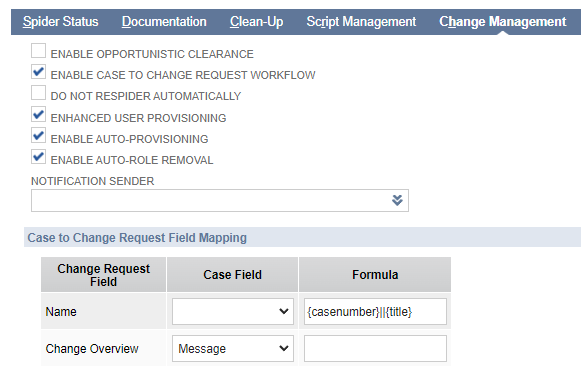 Spider Status Documentation Clean-Up Script Management Change Management
ENABLE OPPORTUNISTIC CLEARANCE
ENABLE CASE TO CHANGE REQUEST WORKFLOW
DO NOT RESPIDER AUTOMATICALLY
ENHANCED USER PROVISIONING
ENABLE AUTO-PROVISIONING
ENABLE AUTO-ROLE REMOVAL
NOTIFICATION SENDER
Case to Change Request Field Mapping
Change Request Field Case Field Formula
Name {casenumber}||{title}
Change Overview Message